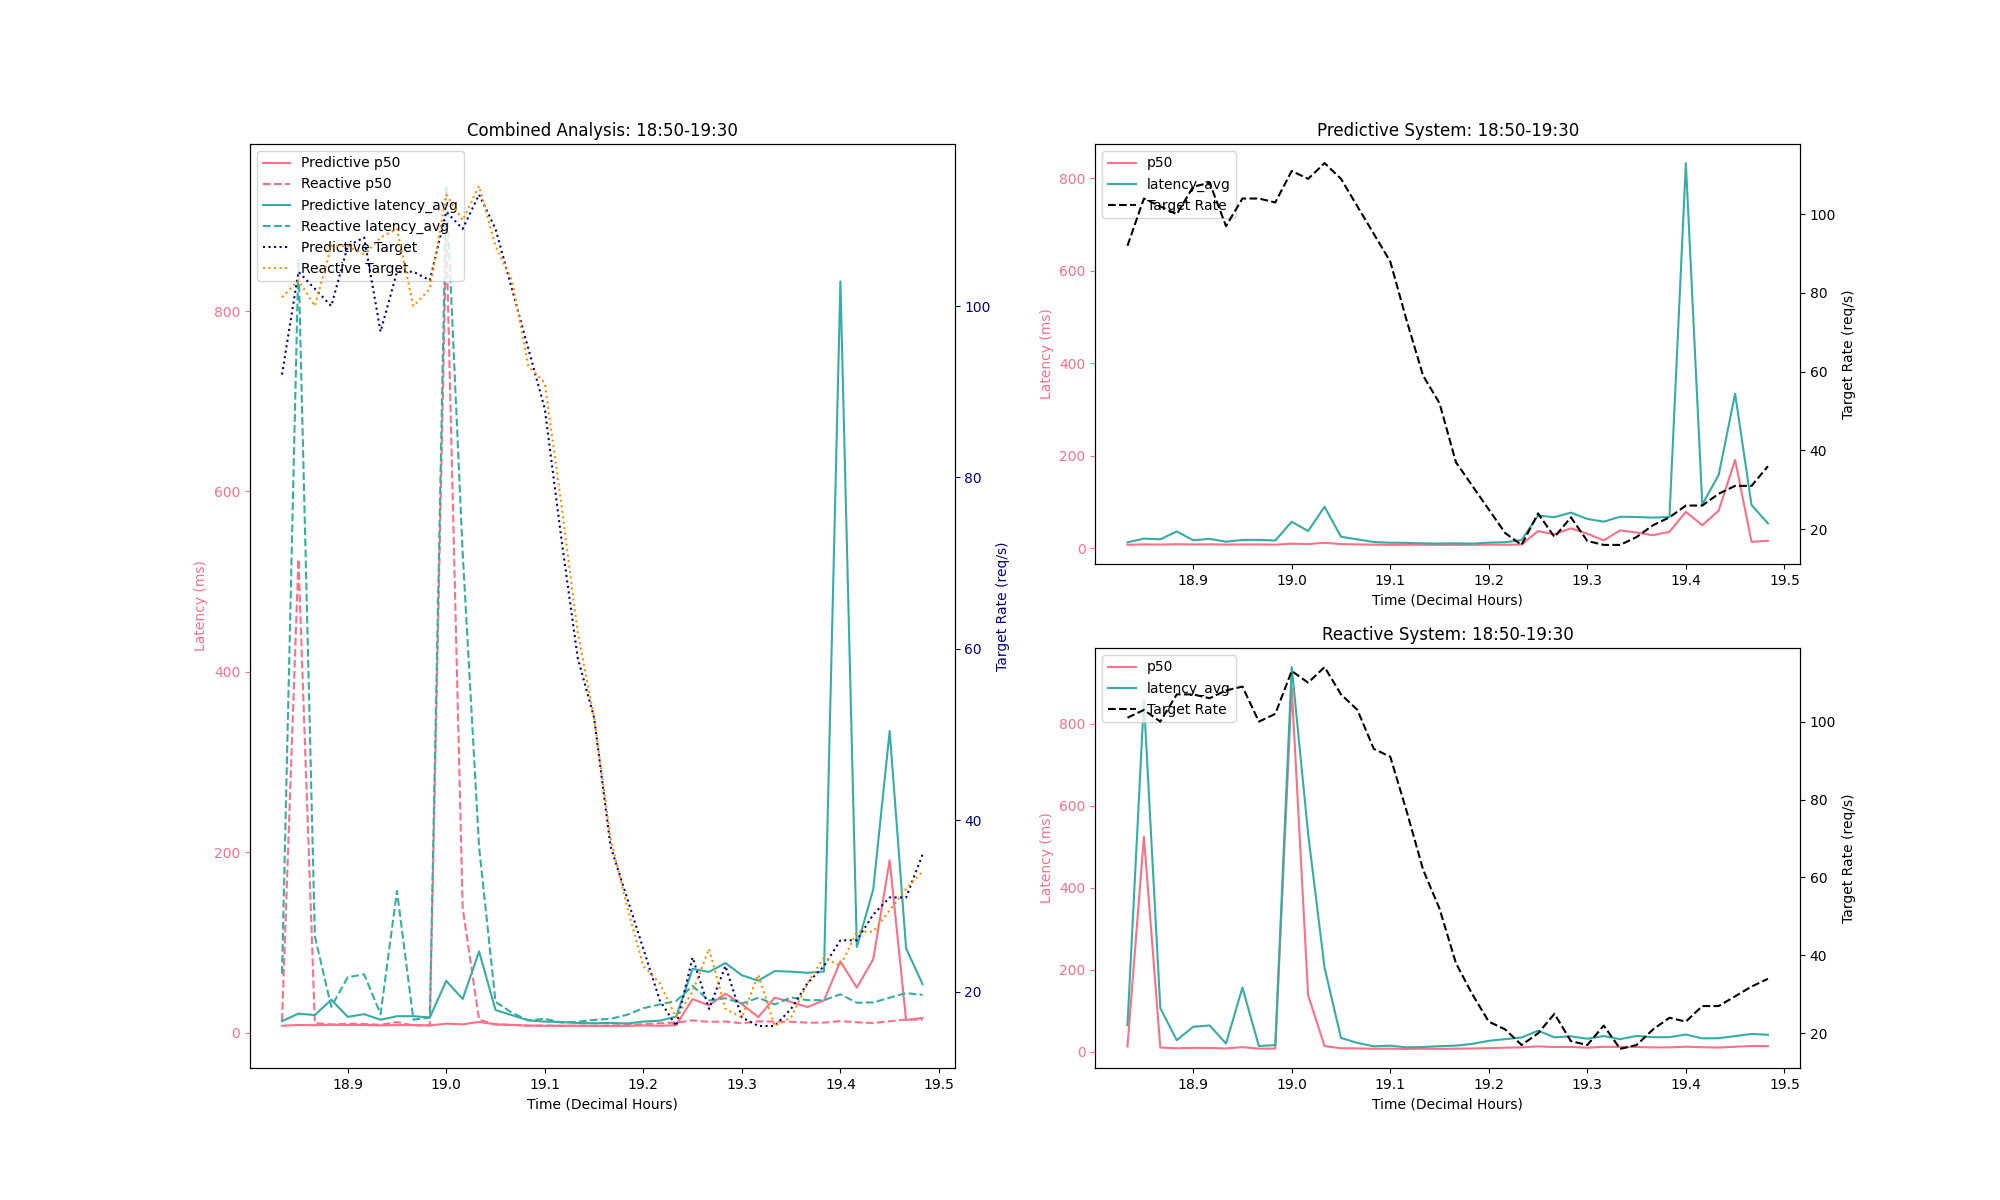 Combined Analysis: 18:50-19:30
Predictive p50
Reactive p50
Predictive latency_avg
Reactive latency_avg
Predictive Target
Reactive Target
800
600
400
200
0
Latency (ms)
100
80
60
40
20
Target Rate (req/s)
18.9 19.0 19.1 19.2 19.3 19.4 19.5
Time (Decimal Hours)
Predictive System: 18:50-19:30
p50
latency_avg
Target Rate
800
600
400
200
0
Latency (ms)
100
80
60
40
20
Target Rate (req/s)
18.9 19.0 19.1 19.2 19.3 19.4 19.5
Time (Decimal Hours)
Reactive System: 18:50-19:30
p50
latency_avg
Target Rate
800
600
400
200
0
Latency (ms)
100
80
60
40
20
Target Rate (req/s)
18.9 19.0 19.1 19.2 19.3 19.4 19.5
Time (Decimal Hours)